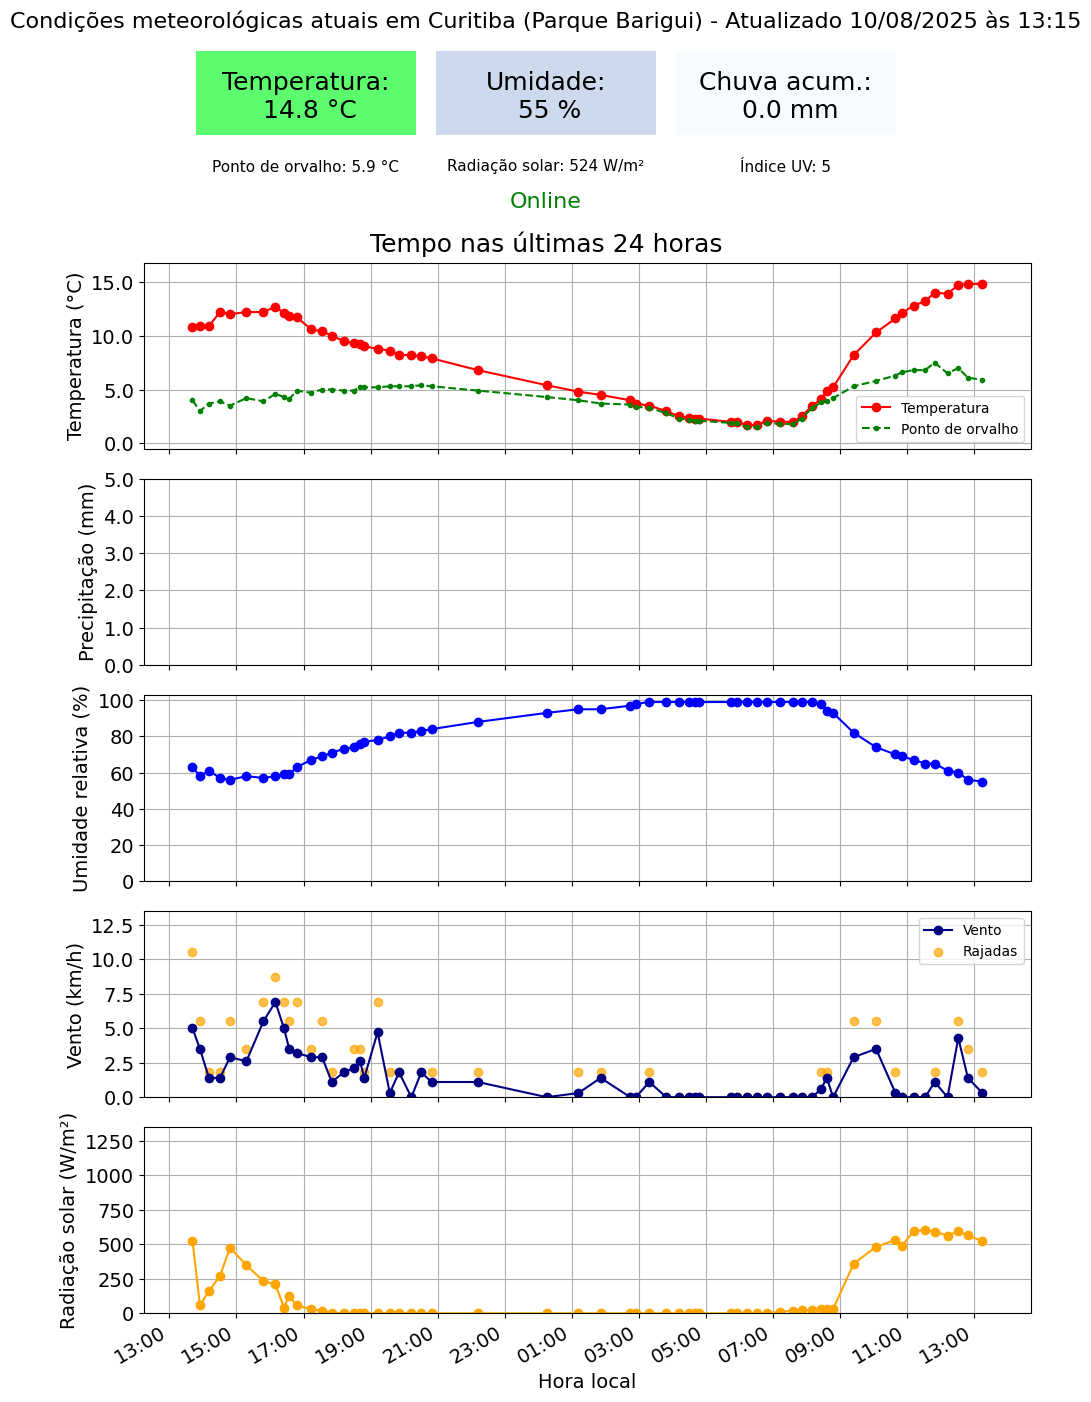 Condições meteorológicas atuais em Curitiba (Parque Barigui) - Atualizado 10/08/2025 às 13:15
Temperatura:
14.8 °C
Umidade:
55 %
Chuva acum.:
0.0 mm
Ponto de orvalho: 5.9 °C
Radiação solar: 524 W/m²
Índice UV: 5
Online
Tempo nas últimas 24 horas
Temperatura (°C)
15.0
10.0
5.0
0.0
Temperatura
Ponto de orvalho
Precipitação (mm)
5.0
4.0
3.0
2.0
1.0
0.0
Umidade relativa (%)
100
80
60
40
20
0
Vento (km/h)
12.5
10.0
7.5
5.0
2.5
0.0
Vento
Rajadas
Radiação solar (W/m²)
1250
1000
750
500
250
0
13:00
15:00
17:00
19:00
21:00
23:00
01:00
03:00
05:00
07:00
09:00
11:00
13:00
Hora local